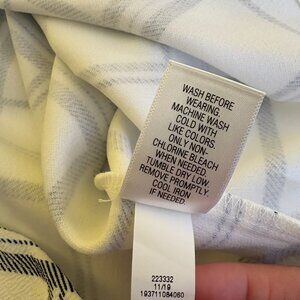 WASH BEFORE
WEARING.
MACHINE WASH
COLD WITH
LIKE COLORS.
ONLY NON-
CHLORINE BLEACH
WHEN NEEDED.
TUMBLE DRY LOW.
REMOVE PROMPTLY.
COOL IRON
IF NEEDED.
223332
11/19
193711084060